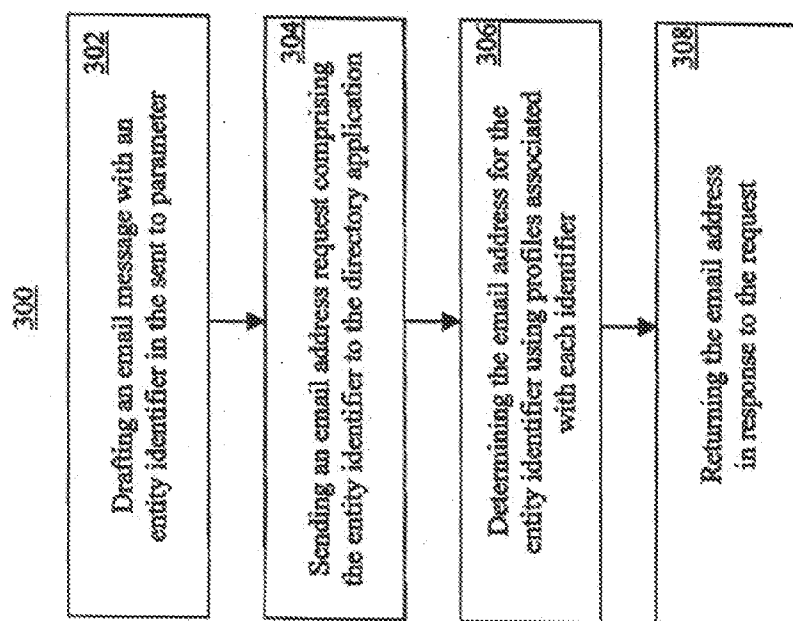 300
302
Drafting an email message with an
entity identifier in the sent to parameter
304
Sending an email address request comprising
the entity identifier to the directory application
306
Determining the email address for the
entity identifier using profiles associated
with each identifier
308
Returning the email address
in response to the request